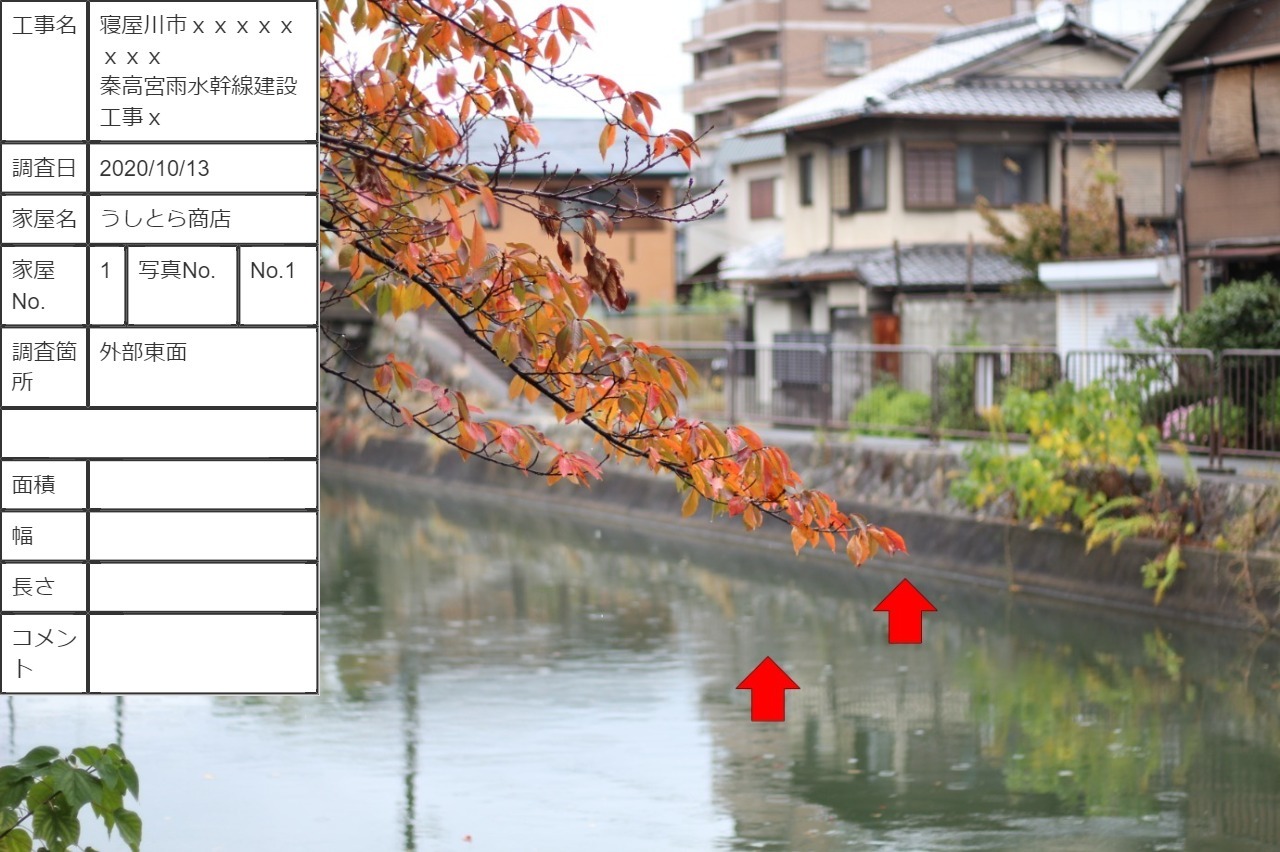 工事名 寝屋川市ｘｘｘｘｘ
ｘｘｘ
秦高宮雨水幹線建設
工事ｘ
調査日 2020/10/13
家屋名 うしとら商店
家屋 1 写真No. No.1
No.
調査箇 外部東面
所
面積
幅
長さ
コメン
ト